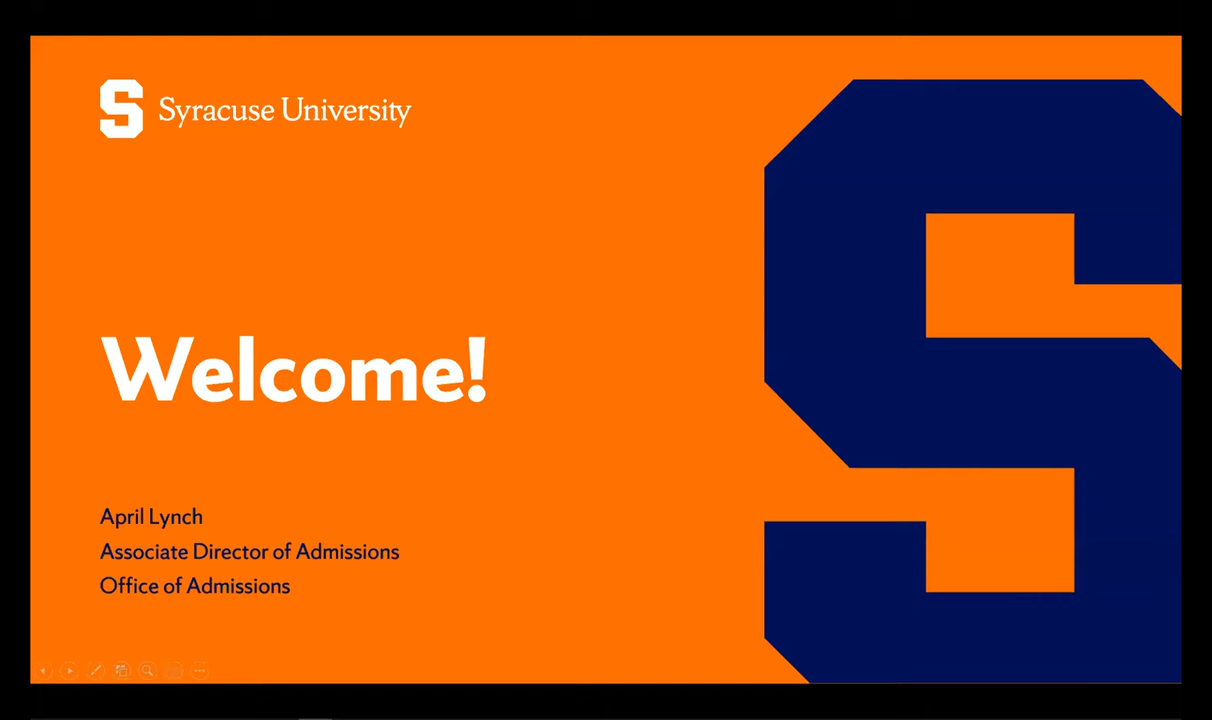 S Syracuse University
Welcome!
April Lynch
Associate Director of Admissions
Office of Admissions